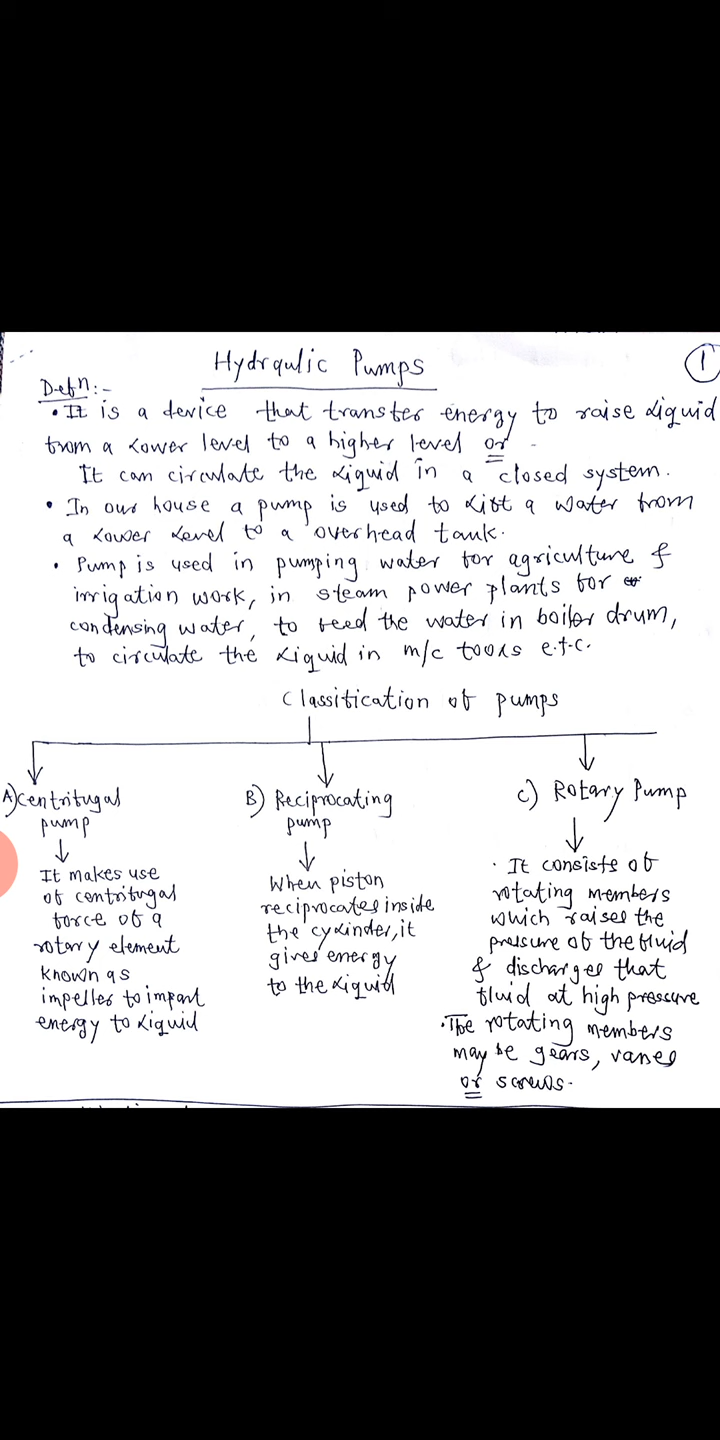 Hydraulic Pumps
1
Defn:-
• It is a device that transfer energy to raise liquid
from a lower level to a higher level or
It can circulate the liquid in a closed system.
• In our house a pump is used to lift a water from
a lower level to a overhead tank.
• Pump is used in pumping water for agriculture &
irrigation work, in steam power plants for
condensing water, to feed the water in boiler drum,
to circulate the liquid in m/c tools e.t.c.
Classification of pumps
A) Centrifugal
pump
It makes use
of centrifugal
force of a
rotary element
known as
impeller to impart
energy to liquid
B) Reciprocating
pump
When piston
reciprocates inside
the cylinder, it
gives energy
to the liquid
C) Rotary Pump
• It consists of
rotating members
which raises the
pressure of the fluid
& discharges that
fluid at high pressure
• The rotating members
may be gears, vanes
or screws.